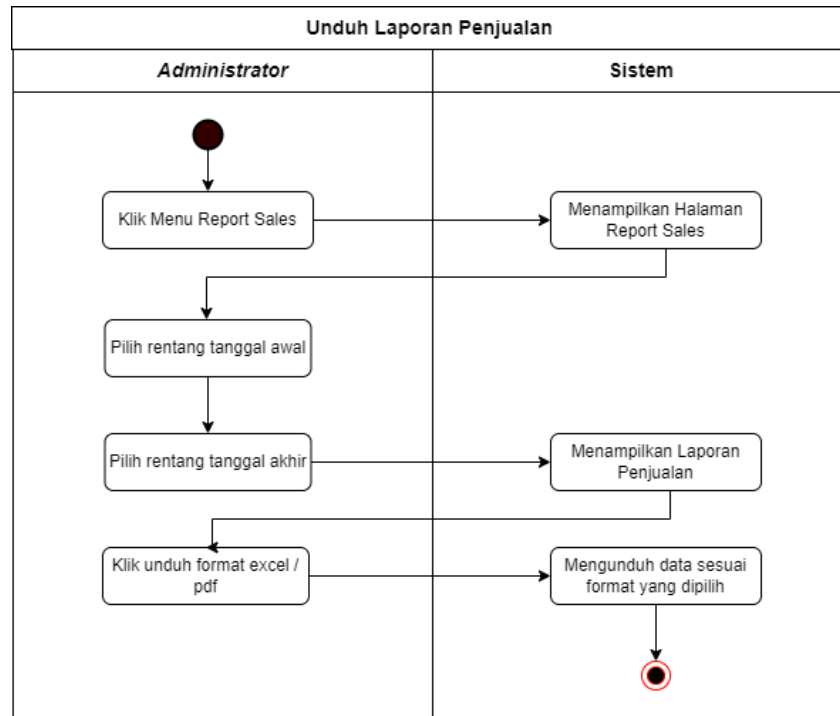 Unduh Laporan Penjualan
Administrator
Sistem
Klik Menu Report Sales
Menampilkan Halaman
Report Sales
Pilih rentang tanggal awal
Pilih rentang tanggal akhir
Menampilkan Laporan
Penjualan
Klik unduh format excel /
pdf
Mengunduh data sesuai
format yang dipilih